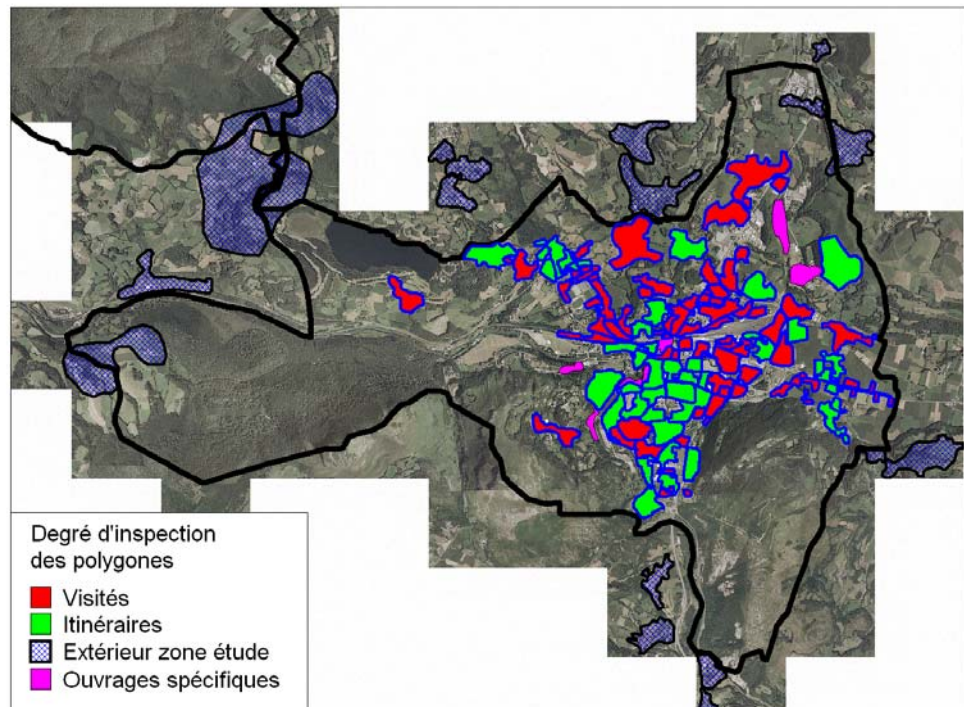 Degré d'inspection
des polygones
Visités
Itinéraires
Extérieur zone étude
Ouvrages spécifiques